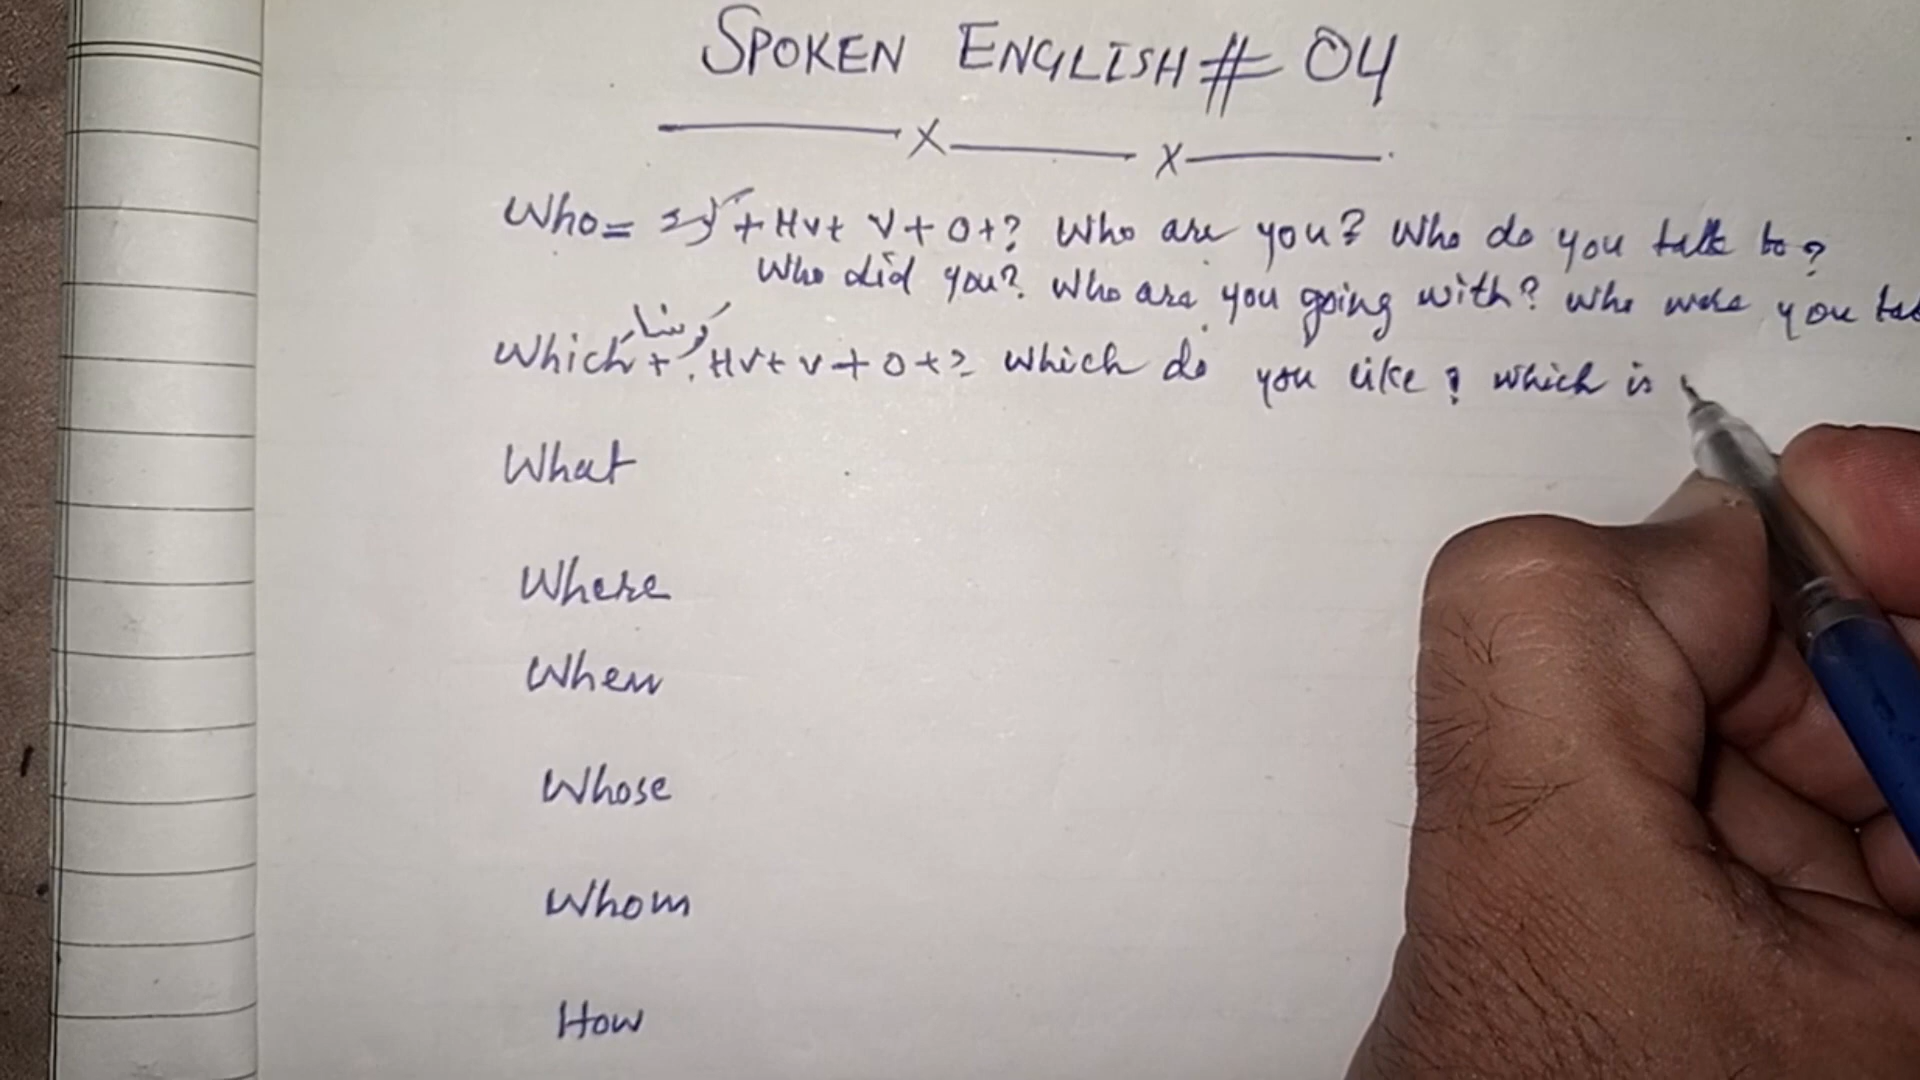 SPOKEN ENGLISH # 04
Who = + HV + V + O + ? Who are you? Who do you talk to?
Who did you? Who are you going with? Who were you
کونسا
Which + HV + V + O + ? Which do you like? which is
What
Where
When
Whose
Whom
How